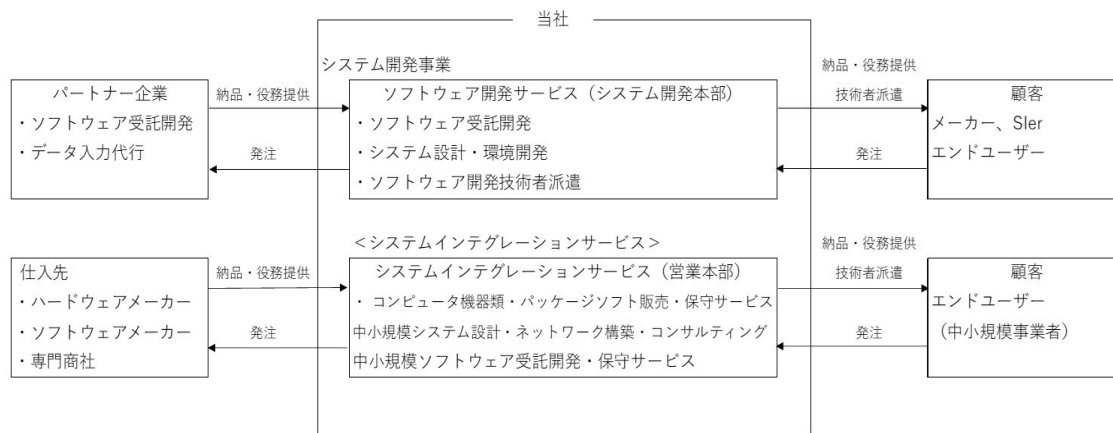 当社
システム開発事業
パートナー企業
・ソフトウェア受託開発
・データ入力代行
納品・役務提供
発注
ソフトウェア開発サービス（システム開発本部）
・ソフトウェア受託開発
・システム設計・環境開発
・ソフトウェア開発技術者派遣
納品・役務提供
技術者派遣
発注
顧客
メーカー、SIer
エンドユーザー
＜システムインテグレーションサービス＞
仕入先
・ハードウェアメーカー
・ソフトウェアメーカー
・専門商社
納品・役務提供
発注
システムインテグレーションサービス（営業本部）
・ コンピュータ機器類・パッケージソフト販売・保守サービス
中小規模システム設計・ネットワーク構築・コンサルティング
中小規模ソフトウェア受託開発・保守サービス
納品・役務提供
技術者派遣
発注
顧客
エンドユーザー
（中小規模事業者）